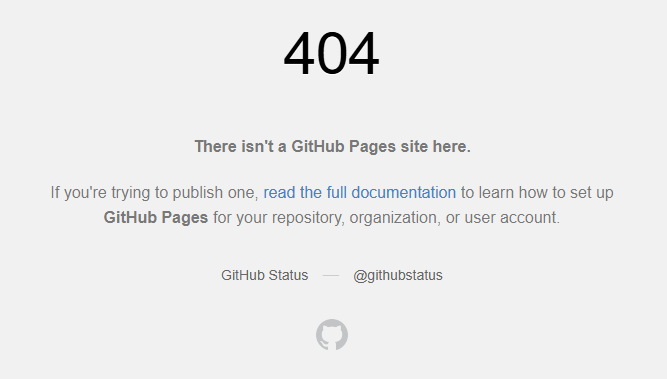 404
There isn't a GitHub Pages site here.
If you're trying to publish one, read the full documentation to learn how to set up
GitHub Pages for your repository, organization, or user account.
GitHub Status — @githubstatus